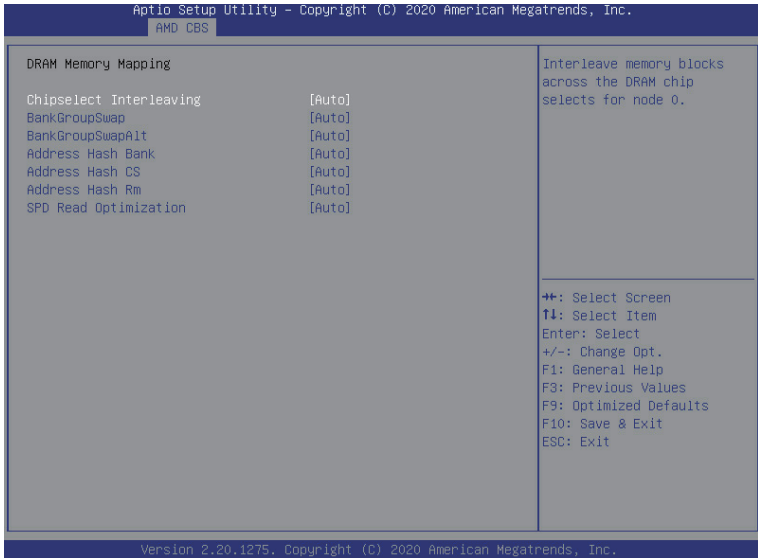 Aptio Setup Utility – Copyright (C) 2020 American Megatrends, Inc.
AMD CBS
DRAM Memory Mapping
Chipselect Interleaving [Auto]
BankGroupSwap [Auto]
BankGroupSwapAlt [Auto]
Address Hash Bank [Auto]
Address Hash CS [Auto]
Address Hash Rm [Auto]
SPD Read Optimization [Auto]
Interleave memory blocks
across the DRAM chip
selects for node 0.
→←: Select Screen
↑↓: Select Item
Enter: Select
+/-: Change Opt.
F1: General Help
F3: Previous Values
F9: Optimized Defaults
F10: Save & Exit
ESC: Exit
Version 2.20.1275. Copyright (C) 2020 American Megatrends, Inc.